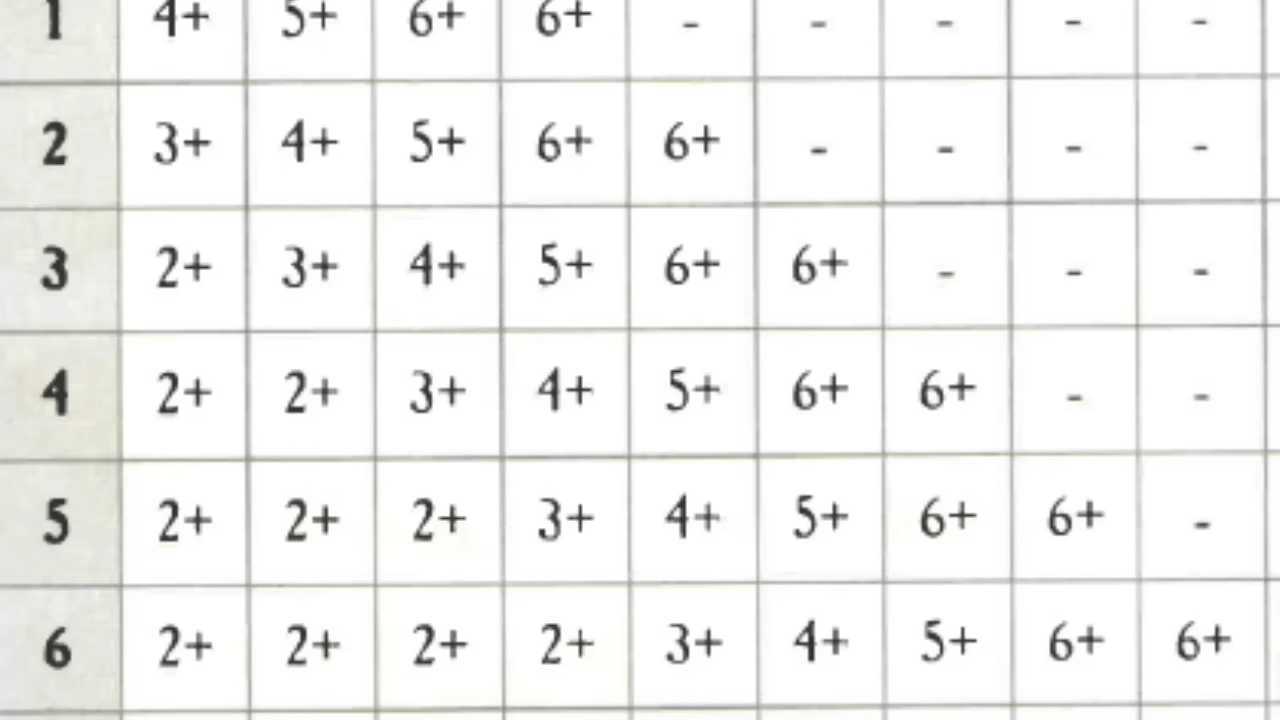 1 4+ 5+ 6+ 6+ - - - - -
2 3+ 4+ 5+ 6+ 6+ - - - -
3 2+ 3+ 4+ 5+ 6+ 6+ - - -
4 2+ 2+ 3+ 4+ 5+ 6+ 6+ - -
5 2+ 2+ 2+ 3+ 4+ 5+ 6+ 6+ -
6 2+ 2+ 2+ 2+ 3+ 4+ 5+ 6+ 6+